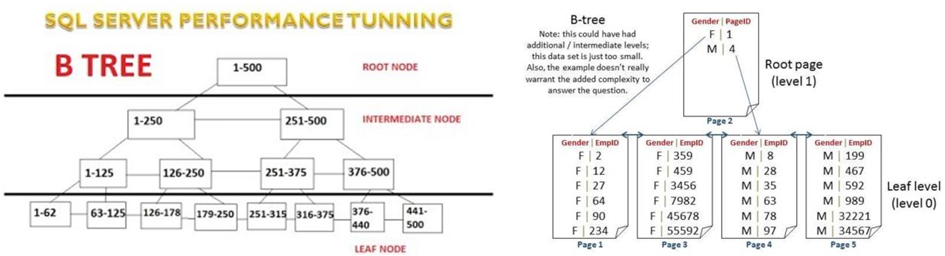 SQL SERVER PERFORMANCE TUNNING
B TREE
1-500
ROOT NODE
1-250
251-500
INTERMEDIATE NODE
1-125
126-250
251-375
376-500
1-62
63-125
126-178
179-250
251-315
316-375
376-
440
441-
500
LEAF NODE
B-tree
Note: this could have had
additional / intermediate levels;
this data set is just too small.
Also, the example doesn't really
warrant the added complexity to
answer the question.
Gender | PageID
F | 1
M | 4
Page 2
Root page
(level 1)
Gender | EmpID
F | 2
F | 12
F | 27
F | 64
F | 90
F | 234
Page 1
Gender | EmpID
F | 359
F | 459
F | 3456
F | 7982
F | 45678
F | 55592
Page 3
Gender | EmpID
M | 8
M | 28
M | 35
M | 63
M | 78
M | 97
Page 4
Gender | EmpID
M | 199
M | 467
M | 592
M | 989
M | 32221
M | 34567
Page 5
Leaf level
(level 0)